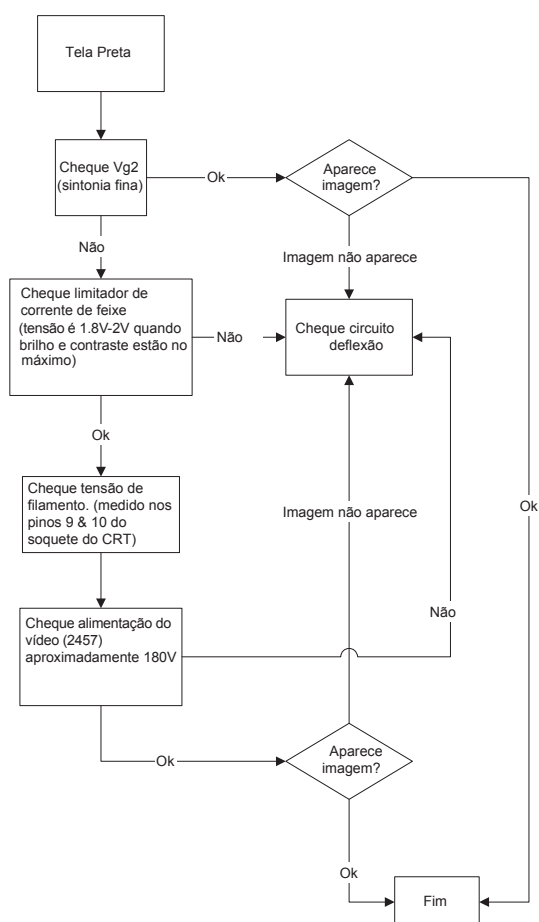 Tela Preta
Cheque Vg2
(sintonia fina)
Ok
Aparece
imagem?
Não
Imagem não aparece
Cheque limitador de
corrente de feixe
(tensão é 1.8V-2V quando
brilho e contraste estão no
máximo)
Não
Cheque circuito
deflexão
Ok
Cheque tensão de
filamento. (medido nos
pinos 9 & 10 do
soquete do CRT)
Imagem não aparece
Ok
Cheque alimentação do
vídeo (2457)
aproximadamente 180V
Não
Ok
Aparece
imagem?
Ok
Fim